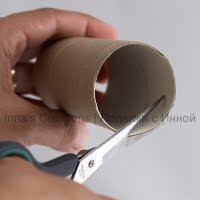 Inna's Creations | Поделки с Инной